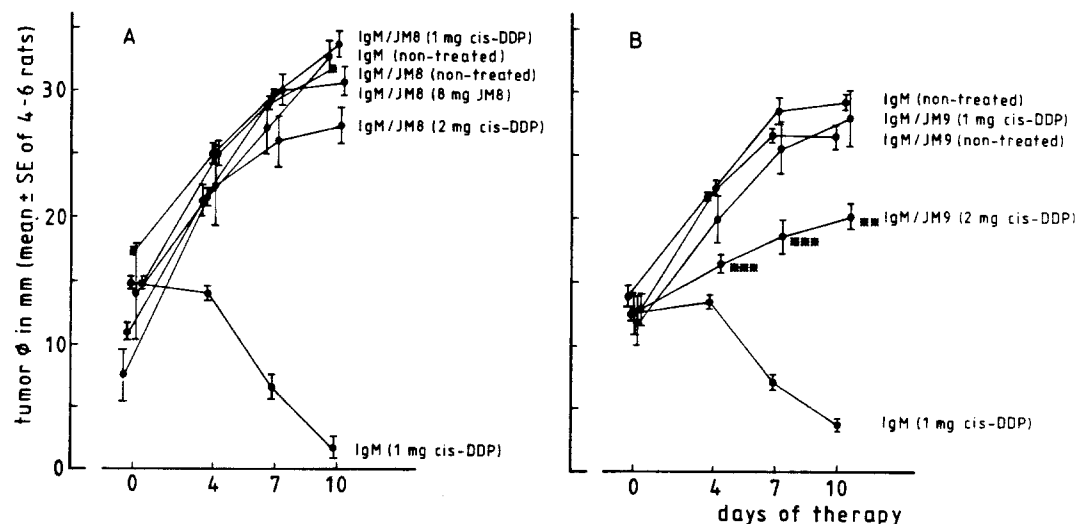 A
IgM/JM8 (1 mg cis-DDP)
IgM (non-treated)
IgM/JM8 (non-treated)
IgM/JM8 (8 mg JM8)
IgM/JM8 (2 mg cis-DDP)
IgM (1 mg cis-DDP)
tumor ø in mm (mean ± SE of 4-6 rats)
30
20
10
0
0 4 7 10
B
IgM (non-treated)
IgM/JM9 (1 mg cis-DDP)
IgM/JM9 (non-treated)
IgM/JM9 (2 mg cis-DDP)
***
***
**
IgM (1 mg cis-DDP)
0 4 7 10
days of therapy